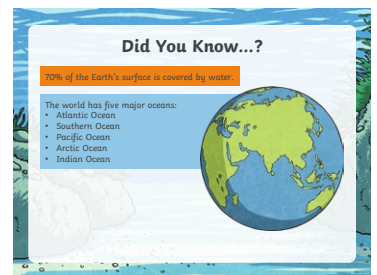 Did You Know...?
70% of the Earth's surface is covered by water.
The world has five major oceans:
• Atlantic Ocean
• Southern Ocean
• Pacific Ocean
• Arctic Ocean
• Indian Ocean